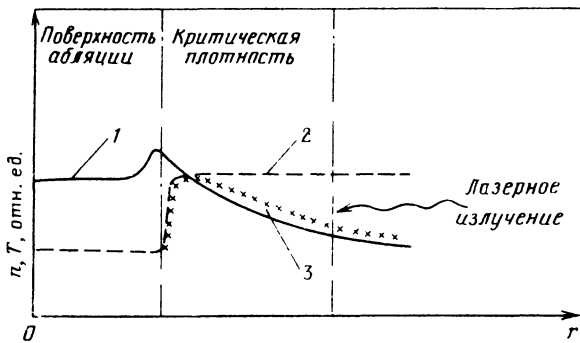 Поверхность
абляции
Критическая
плотность
1
2
Лазерное
излучение
3
n, T, отн. ед.
0
r